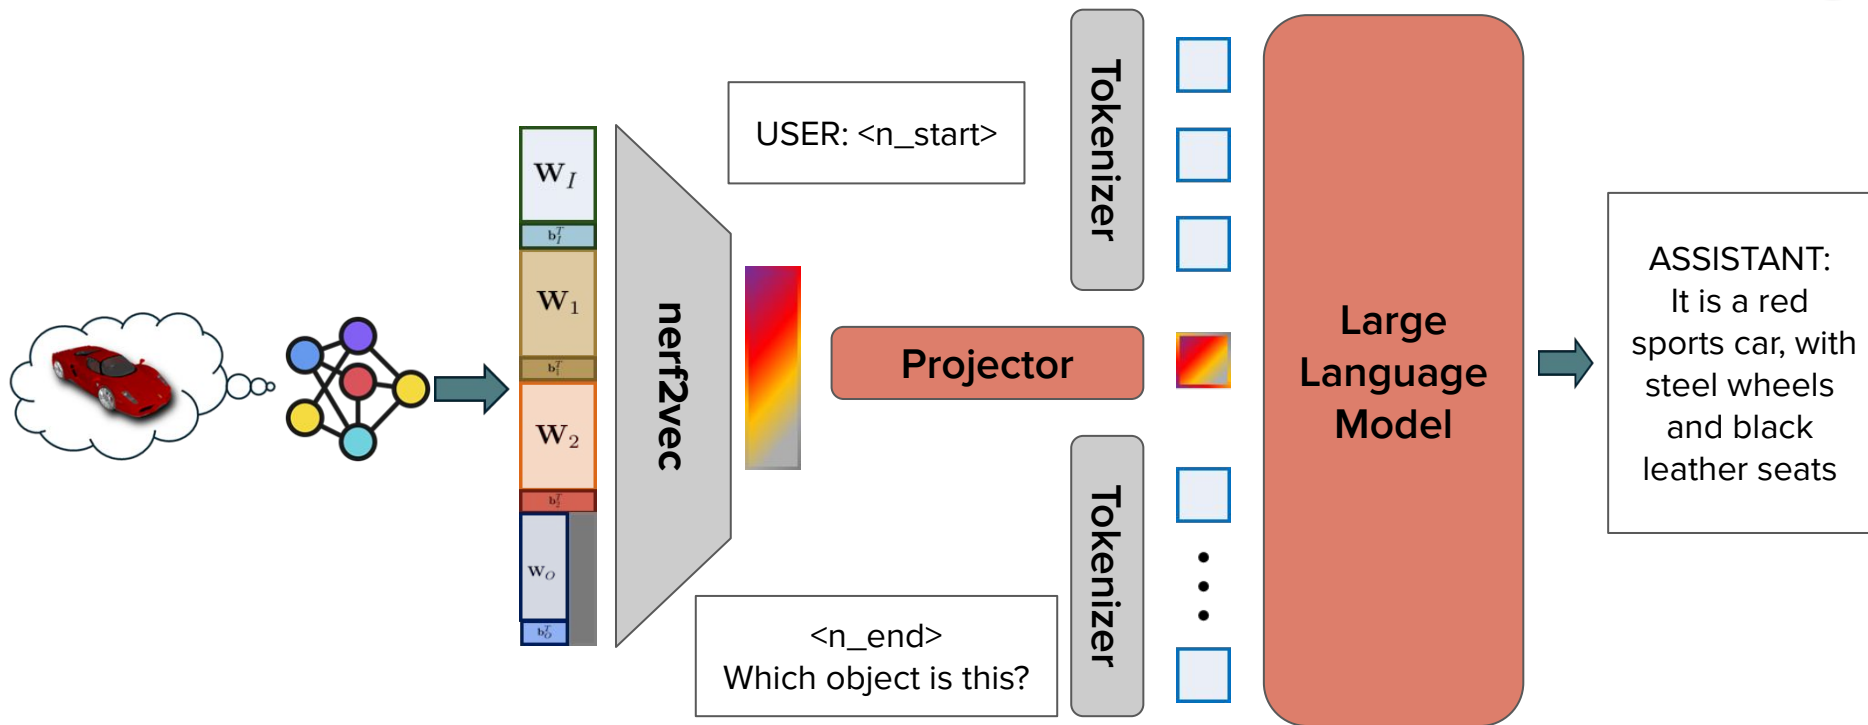 W_I
b_I^T
W_1
b_1^T
W_2
b_2^T
W_O
b_O^T
nerf2vec
USER: <n_start>
Tokenizer
Projector
Tokenizer
<n_end>
Which object is this?
Large
Language
Model
ASSISTANT:
It is a red
sports car, with
steel wheels
and black
leather seats